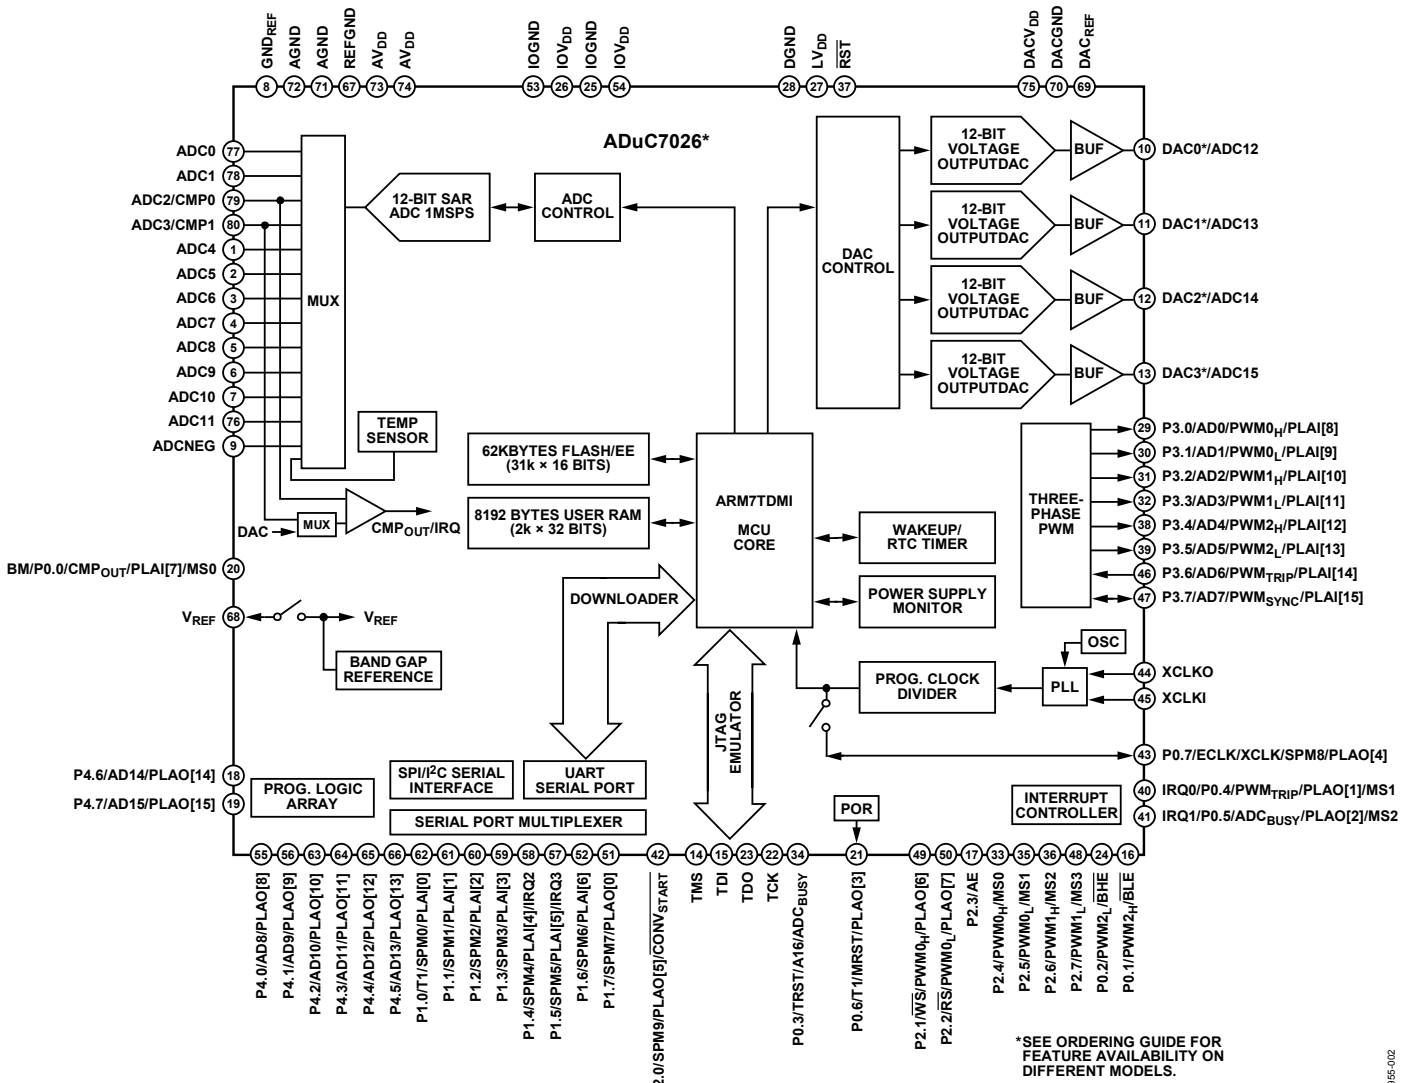 GNDREF
AGND
AGND
REFGND
AVDD
AVDD
IOGND
IOVDD
IOGND
IOVDD
DGND
LVDD
RST
DACVDD
DACGND
DACREF
8
72
71
67
73
74
53
26
25
54
28
27
37
75
70
69
ADuC7026*
ADC0 77
ADC1 78
ADC2/CMP0 79
ADC3/CMP1 80
ADC4 1
ADC5 2
ADC6 3
ADC7 4
ADC8 5
ADC9 6
ADC10 7
ADC11 76
ADCNEG 9
MUX
12-BIT SAR
ADC 1MSPS
ADC
CONTROL
TEMP
SENSOR
DAC
MUX
CMPOUT/IRQ
DAC
CONTROL
12-BIT
VOLTAGE
OUTPUTDAC
BUF
10 DAC0*/ADC12
12-BIT
VOLTAGE
OUTPUTDAC
BUF
11 DAC1*/ADC13
12-BIT
VOLTAGE
OUTPUTDAC
BUF
12 DAC2*/ADC14
12-BIT
VOLTAGE
OUTPUTDAC
BUF
13 DAC3*/ADC15
62KBYTES FLASH/EE
(31k × 16 BITS)
8192 BYTES USER RAM
(2k × 32 BITS)
ARM7TDMI
MCU
CORE
WAKEUP/
RTC TIMER
POWER SUPPLY
MONITOR
THREE-
PHASE
PWM
29 P3.0/AD0/PWM0H/PLAI[8]
30 P3.1/AD1/PWM0L/PLAI[9]
31 P3.2/AD2/PWM1H/PLAI[10]
32 P3.3/AD3/PWM1L/PLAI[11]
38 P3.4/AD4/PWM2H/PLAI[12]
39 P3.5/AD5/PWM2L/PLAI[13]
46 P3.6/AD6/PWMTRIP/PLAI[14]
47 P3.7/AD7/PWMSYNC/PLAI[15]
BM/P0.0/CMPOUT/PLAI[7]/MS0 20
VREF 68
VREF
BAND GAP
REFERENCE
DOWNLOADER
JTAG
EMULATOR
PROG. CLOCK
DIVIDER
OSC
PLL
44 XCLKO
45 XCLKI
43 P0.7/ECLK/XCLK/SPM8/PLAO[4]
40 IRQ0/P0.4/PWMTRIP/PLAO[1]/MS1
41 IRQ1/P0.5/ADCBUSY/PLAO[2]/MS2
P4.6/AD14/PLAO[14] 18
P4.7/AD15/PLAO[15] 19
PROG. LOGIC
ARRAY
SPI/I2C SERIAL
INTERFACE
UART
SERIAL PORT
SERIAL PORT MULTIPLEXER
POR
INTERRUPT
CONTROLLER
55
56
63
64
65
66
62
61
60
59
58
57
52
51
42
14
15
23
22
34
21
49
50
17
33
35
36
48
24
16
P4.0/AD8/PLAO[8]
P4.1/AD9/PLAO[9]
P4.2/AD10/PLAO[10]
P4.3/AD11/PLAO[11]
P4.4/AD12/PLAO[12]
P4.5/AD13/PLAO[13]
P1.0/T1/SPM0/PLAI[0]
P1.1/SPM1/PLAI[1]
P1.2/SPM2/PLAI[2]
P1.3/SPM3/PLAI[3]
P1.4/SPM4/PLAI[4]/IRQ2
P1.5/SPM5/PLAI[5]/IRQ3
P1.6/SPM6/PLAI[6]
P1.7/SPM7/PLAO[0]
2.0/SPM9/PLAO[5]/CONVSTART
TMS
TDI
TDO
TCK
P0.3/TRST/A16/ADCBUSY
P0.6/T1/MRST/PLAO[3]
P2.1/WS/PWM0H/PLAO[6]
P2.2/RS/PWM0L/PLAO[7]
P2.3/AE
P2.4/PWM0H/MS0
P2.5/PWM0L/MS1
P2.6/PWM1H/MS2
P2.7/PWM1L/MS3
P0.2/PWM2L/BHE
P0.1/PWM2H/BLE
*SEE ORDERING GUIDE FOR
FEATURE AVAILABILITY ON
DIFFERENT MODELS.
955-002